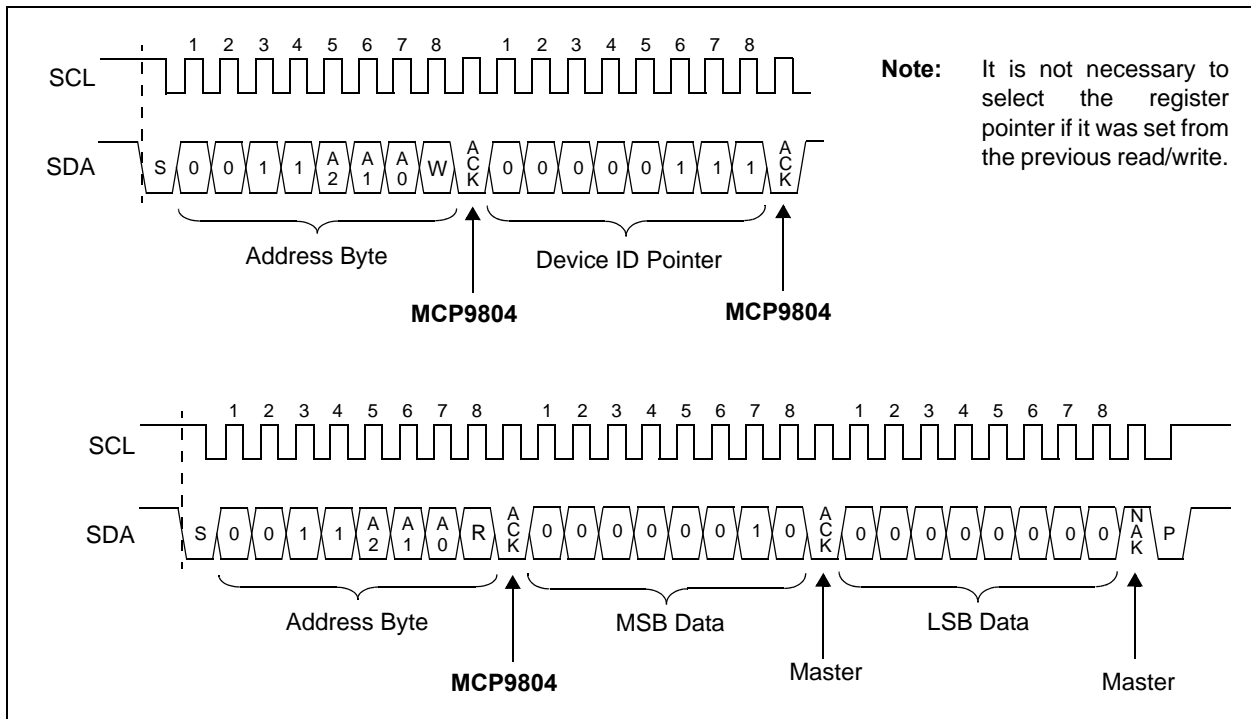 1 2 3 4 5 6 7 8 1 2 3 4 5 6 7 8
SCL
SDA
S 0 0 1 1 A2 A1 A0 W ACK 0 0 0 0 0 1 1 1 ACK
Address Byte Device ID Pointer
MCP9804 MCP9804
Note: It is not necessary to
select the register
pointer if it was set from
the previous read/write.
1 2 3 4 5 6 7 8 1 2 3 4 5 6 7 8 1 2 3 4 5 6 7 8
SCL
SDA
S 0 0 1 1 A2 A1 A0 R ACK 0 0 0 0 0 0 1 0 ACK 0 0 0 0 0 0 0 0 NAK P
Address Byte MSB Data LSB Data
MCP9804 Master Master